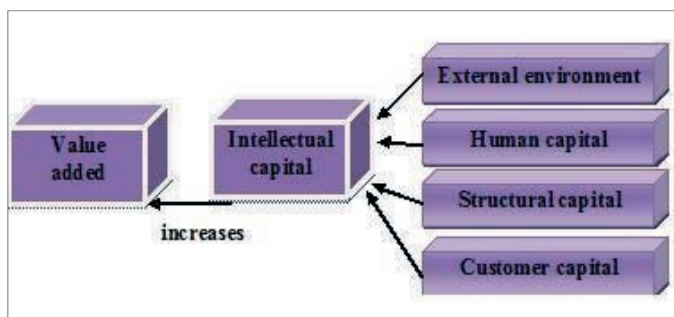 Value
added
Intellectual
capital
increases
External environment
Human capital
Structural capital
Customer capital